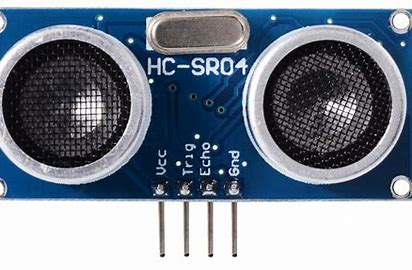 HC-SR04
Vcc
Trig
Echo
Gnd